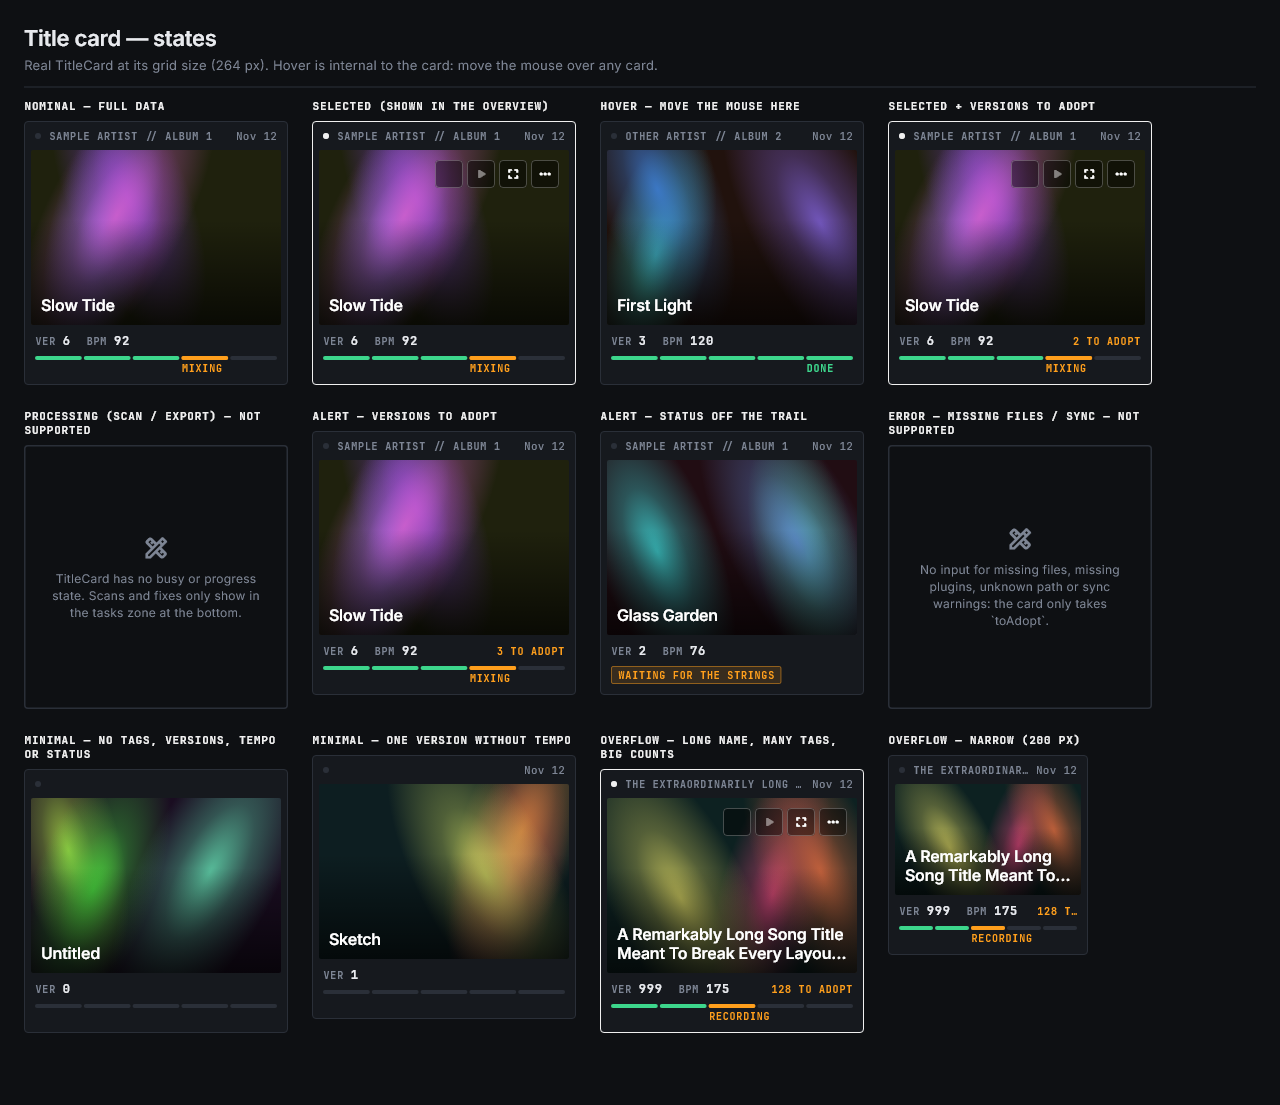 Title card — states
Real TitleCard at its grid size (264 px). Hover is internal to the card: move the mouse over any card.
NOMINAL — FULL DATA
SAMPLE ARTIST // ALBUM 1 Nov 12
Slow Tide
VER 6 BPM 92
MIXING
SELECTED (SHOWN IN THE OVERVIEW)
SAMPLE ARTIST // ALBUM 1 Nov 12
Slow Tide
VER 6 BPM 92
MIXING
HOVER — MOVE THE MOUSE HERE
OTHER ARTIST // ALBUM 2 Nov 12
First Light
VER 3 BPM 120
DONE
SELECTED + VERSIONS TO ADOPT
SAMPLE ARTIST // ALBUM 1 Nov 12
Slow Tide
VER 6 BPM 92 2 TO ADOPT
MIXING
PROCESSING (SCAN / EXPORT) — NOT
SUPPORTED
TitleCard has no busy or progress
state. Scans and fixes only show in
the tasks zone at the bottom.
ALERT — VERSIONS TO ADOPT
SAMPLE ARTIST // ALBUM 1 Nov 12
Slow Tide
VER 6 BPM 92 3 TO ADOPT
MIXING
ALERT — STATUS OFF THE TRAIL
SAMPLE ARTIST // ALBUM 1 Nov 12
Glass Garden
VER 2 BPM 76
WAITING FOR THE STRINGS
ERROR — MISSING FILES / SYNC — NOT
SUPPORTED
No input for missing files, missing
plugins, unknown path or sync
warnings: the card only takes
`toAdopt`.
MINIMAL — NO TAGS, VERSIONS, TEMPO
OR STATUS
Untitled
VER 0
MINIMAL — ONE VERSION WITHOUT TEMPO
Nov 12
Sketch
VER 1
OVERFLOW — LONG NAME, MANY TAGS,
BIG COUNTS
THE EXTRAORDINARILY LONG … Nov 12
A Remarkably Long Song Title
Meant To Break Every Layou…
VER 999 BPM 175 128 TO ADOPT
RECORDING
OVERFLOW — NARROW (200 PX)
THE EXTRAORDINAR… Nov 12
A Remarkably Long
Song Title Meant To…
VER 999 BPM 175 128 T…
RECORDING